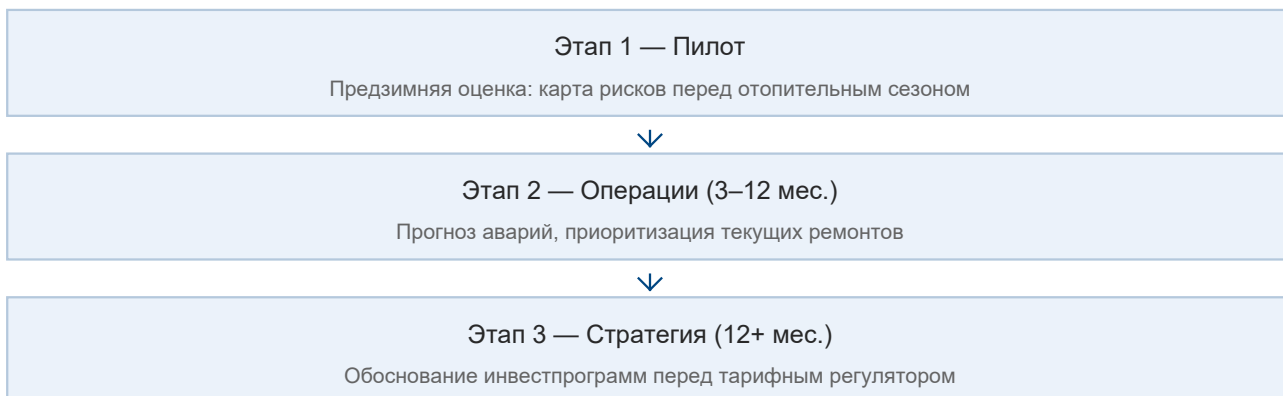 Этап 1 — Пилот
Предзимняя оценка: карта рисков перед отопительным сезоном
Этап 2 — Операции (3–12 мес.)
Прогноз аварий, приоритизация текущих ремонтов
Этап 3 — Стратегия (12+ мес.)
Обоснование инвестпрограмм перед тарифным регулятором